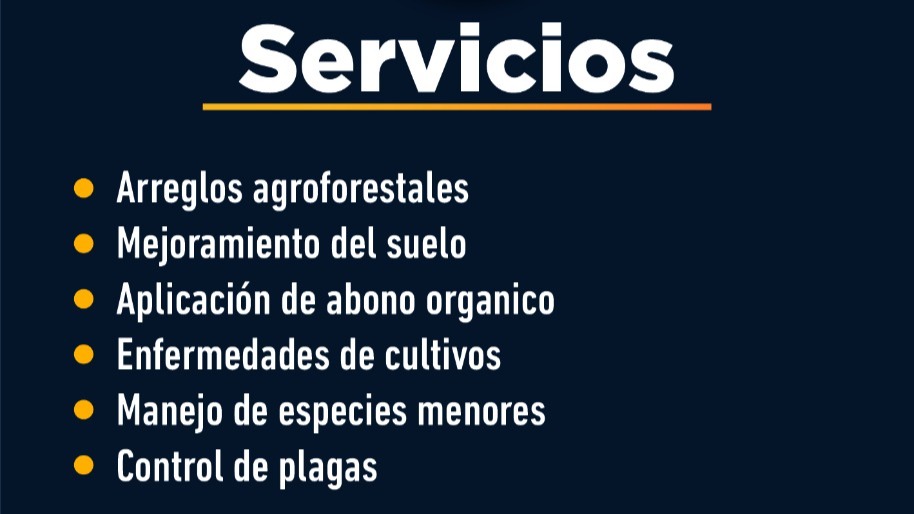 Servicios
Arreglos agroforestales
Mejoramiento del suelo
Aplicación de abono organico
Enfermedades de cultivos
Manejo de especies menores
Control de plagas